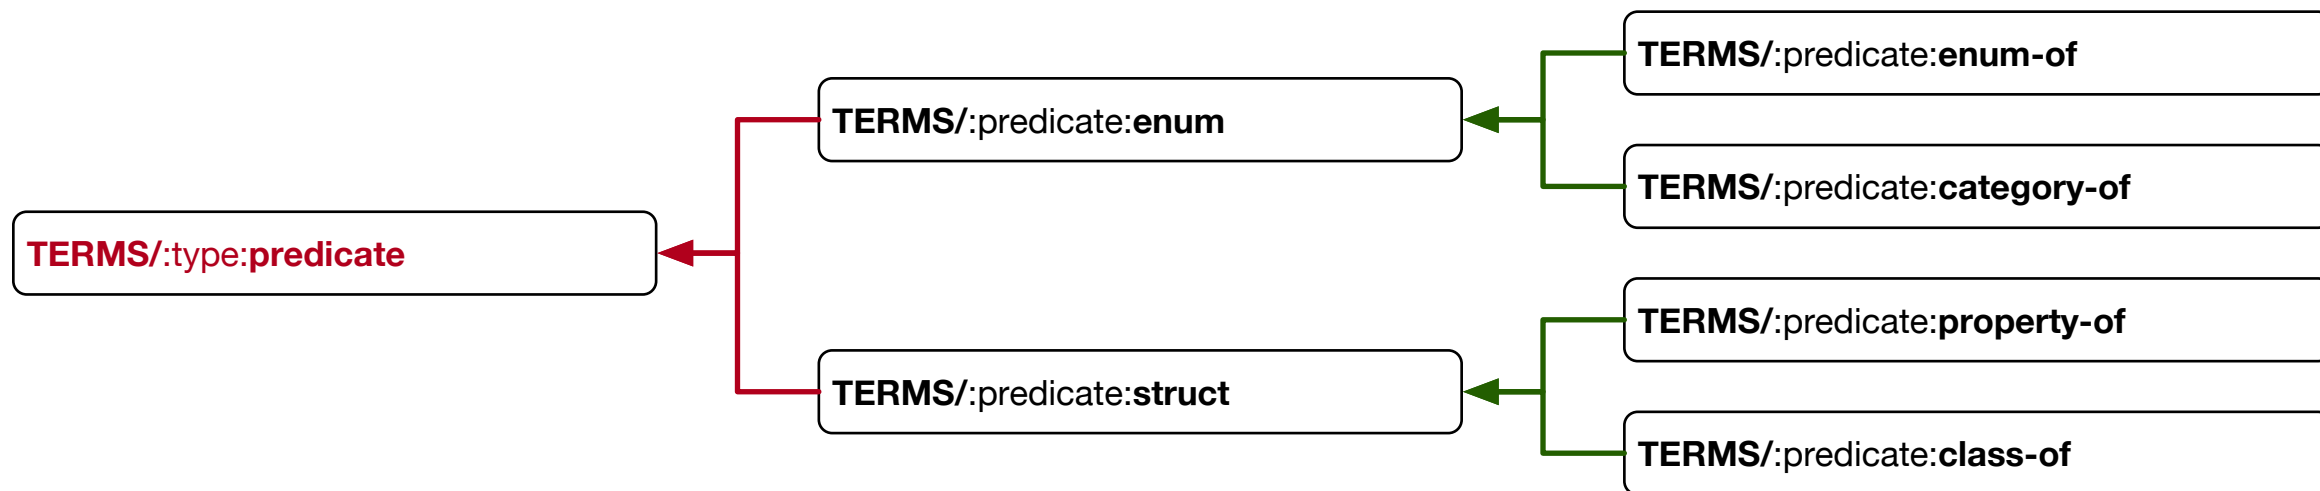 TERMS/:predicate:enum-of
TERMS/:predicate:enum
TERMS/:predicate:category-of
TERMS/:type:predicate
TERMS/:predicate:property-of
TERMS/:predicate:struct
TERMS/:predicate:class-of